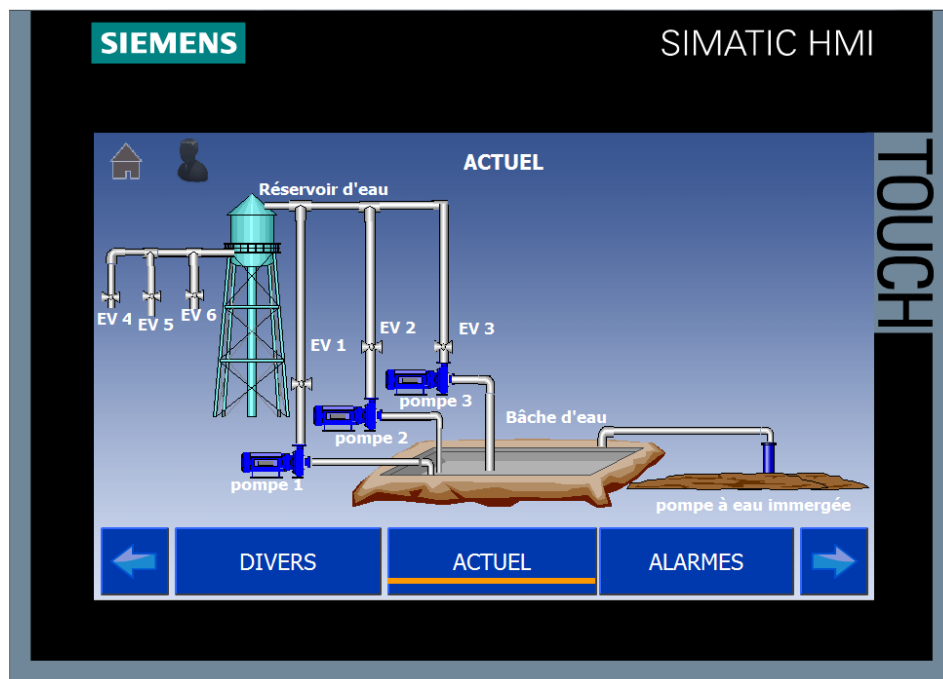 SIEMENS
SIMATIC HMI
TOUCH
ACTUEL
Réservoir d'eau
EV 4
EV 5
EV 6
EV 1
EV 2
EV 3
pompe 3
Bâche d'eau
pompe 2
pompe 1
pompe à eau immergée
DIVERS
ACTUEL
ALARMES